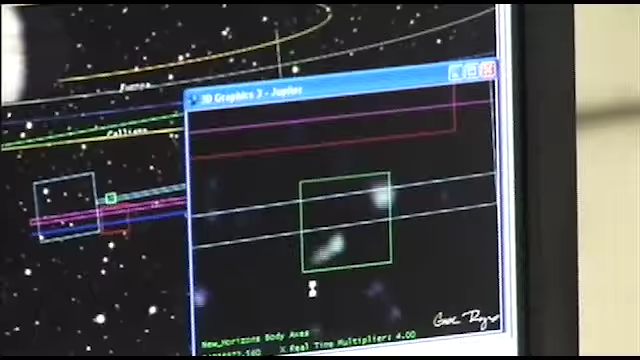 Europa
3D Graphics 3 - Jupiter
Callisto
New_Horizons Body Axes
X Real Time Multiplier: 4.00